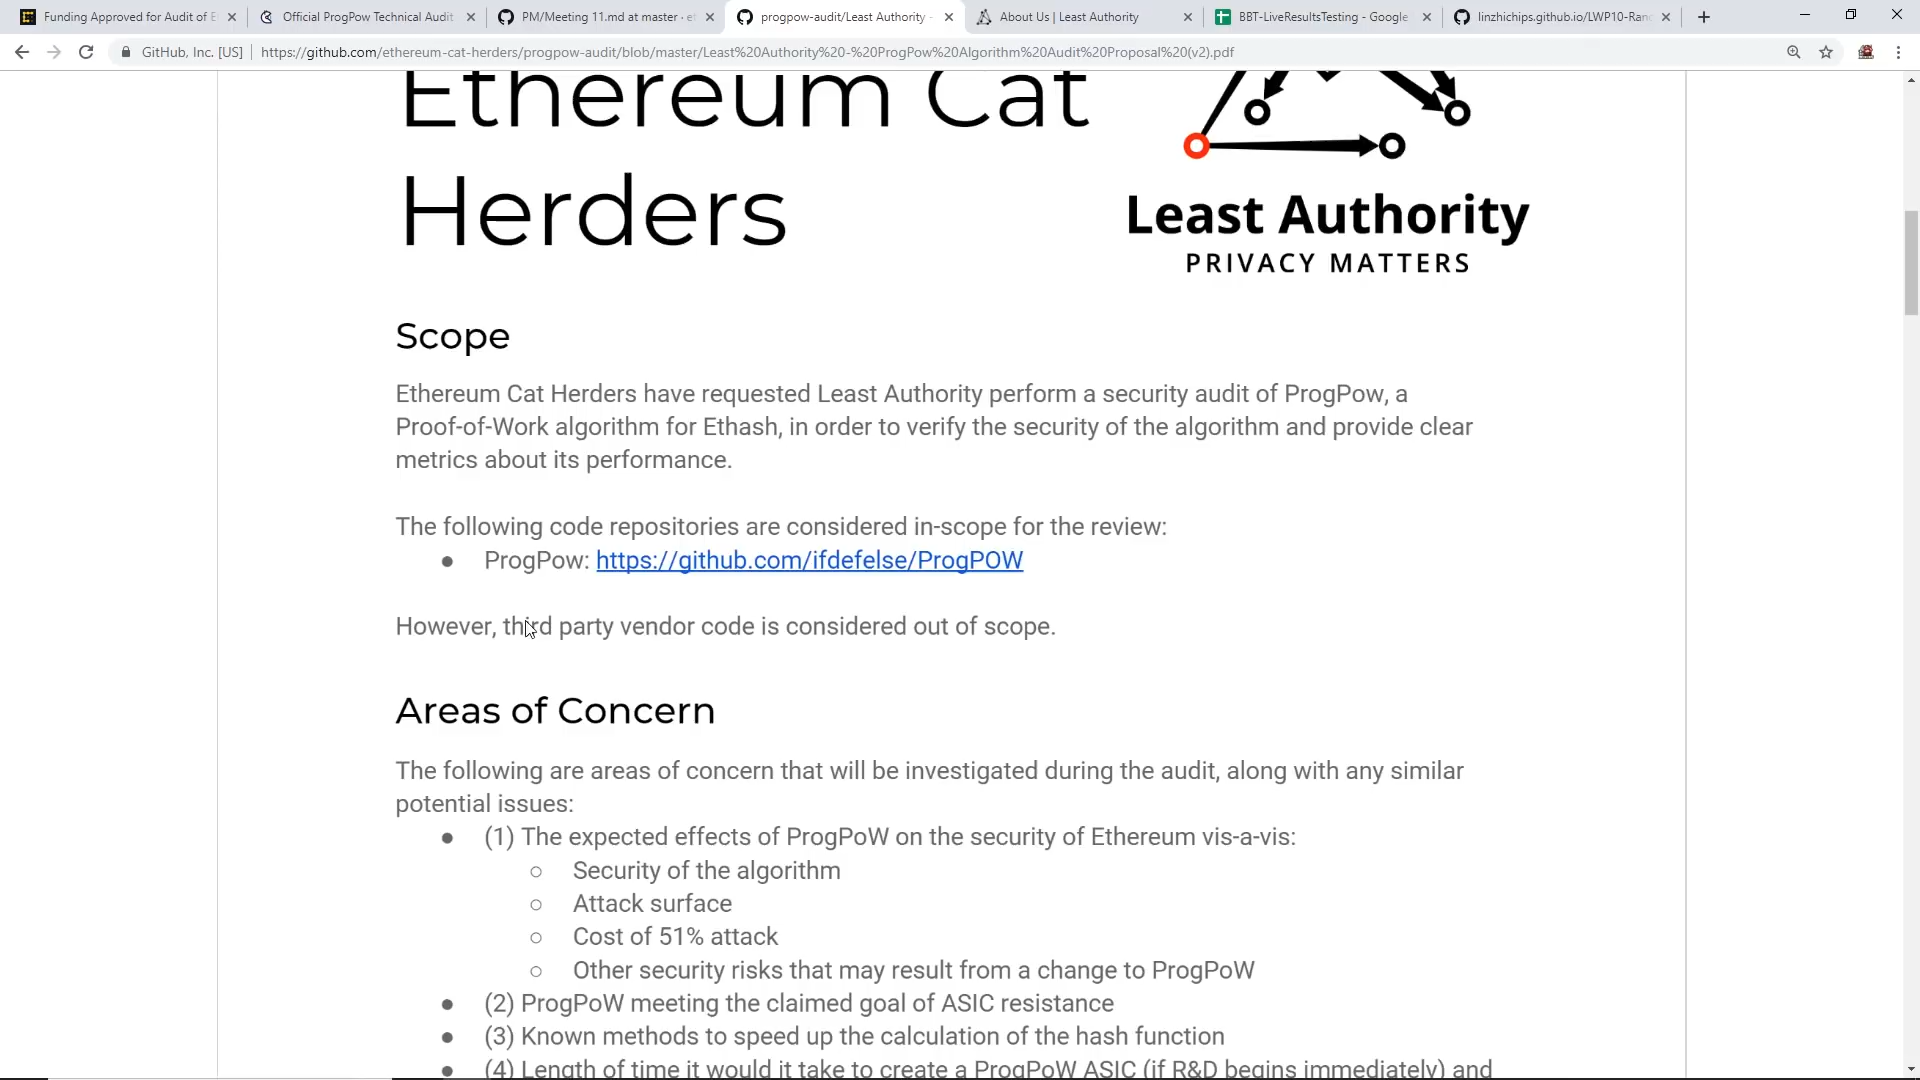 Funding Approved for Audit of E
Official ProgPow Technical Audit
PM/Meeting 11.md at master · et
progpow-audit/Least Authority -
About Us | Least Authority
BBT-LiveResultsTesting - Google
linzhichips.github.io/LWP10-Ran
GitHub, Inc. [US]
https://github.com/ethereum-cat-herders/progpow-audit/blob/master/Least%20Authority%20-%20ProgPow%20Algorithm%20Audit%20Proposal%20(v2).pdf
Ethereum Cat
Herders
Least Authority
PRIVACY MATTERS
Scope
Ethereum Cat Herders have requested Least Authority perform a security audit of ProgPow, a
Proof-of-Work algorithm for Ethash, in order to verify the security of the algorithm and provide clear
metrics about its performance.
The following code repositories are considered in-scope for the review:
● ProgPow: https://github.com/ifdefelse/ProgPOW
However, third party vendor code is considered out of scope.
Areas of Concern
The following are areas of concern that will be investigated during the audit, along with any similar
potential issues:
● (1) The expected effects of ProgPoW on the security of Ethereum vis-a-vis:
○ Security of the algorithm
○ Attack surface
○ Cost of 51% attack
○ Other security risks that may result from a change to ProgPoW
● (2) ProgPoW meeting the claimed goal of ASIC resistance
● (3) Known methods to speed up the calculation of the hash function
● (4) Length of time it would it take to create a ProgPoW ASIC (if R&D begins immediately) and